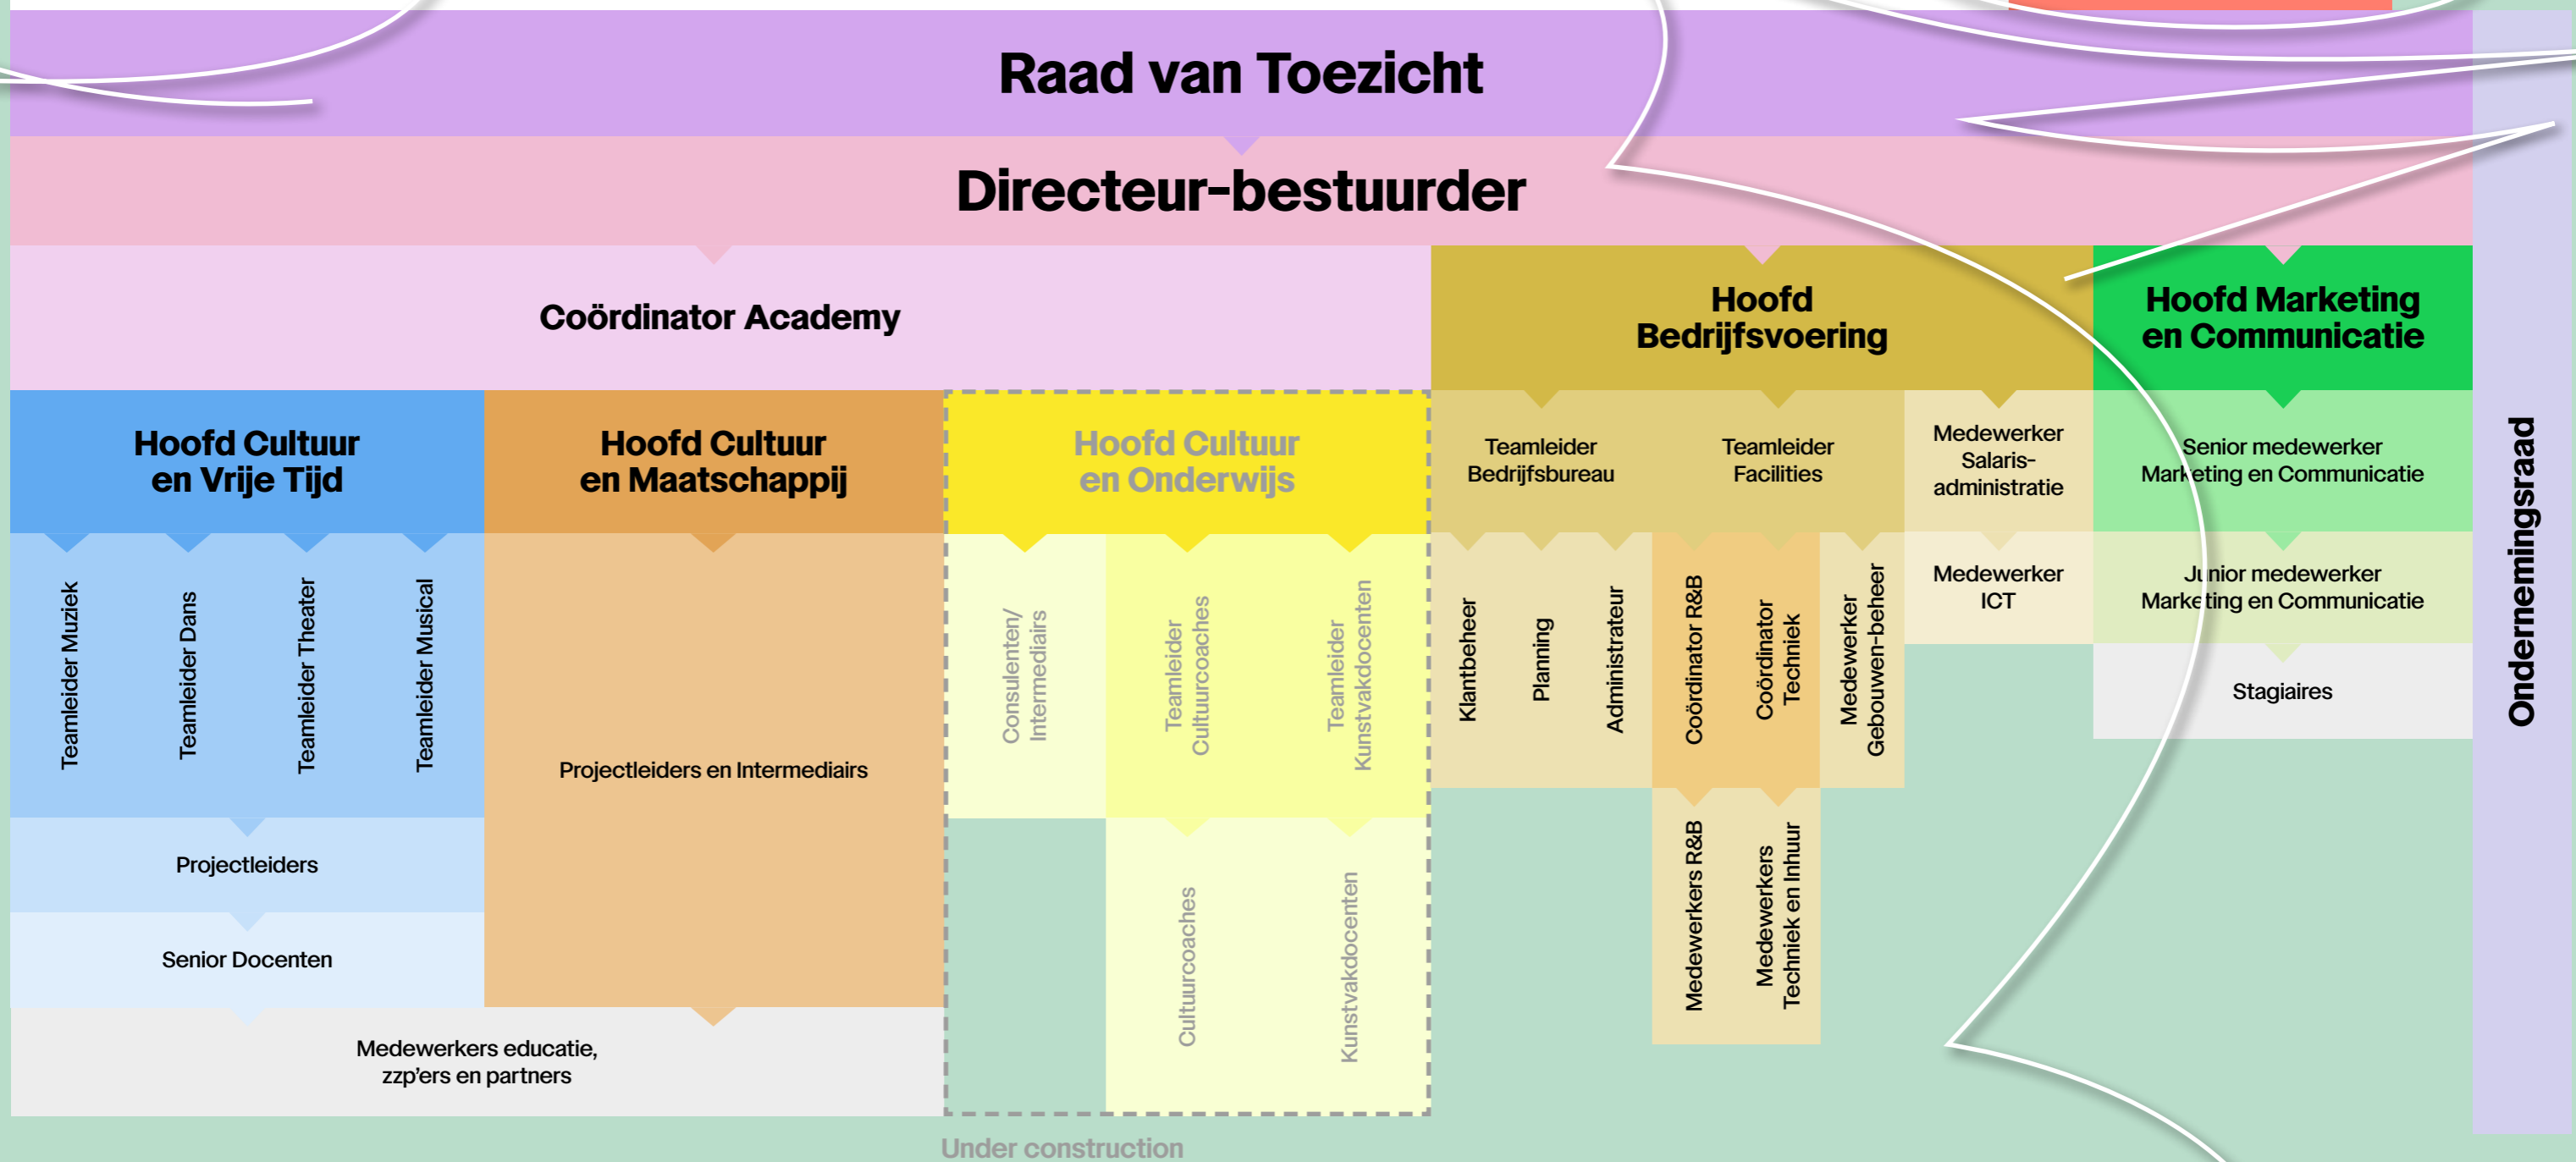 Raad van Toezicht
Directeur-bestuurder
Coördinator Academy
Hoofd
Bedrijfsvoering
Hoofd Marketing
en Communicatie
Hoofd Cultuur
en Vrije Tijd
Hoofd Cultuur
en Maatschappij
Hoofd Cultuur
en Onderwijs
Teamleider
Bedrijfsbureau
Teamleider
Facilities
Medewerker
Salaris-
administratie
Senior medewerker
Marketing en Communicatie
Teamleider Muziek
Teamleider Dans
Teamleider Theater
Teamleider Musical
Projectleiders en Intermediairs
Consulenten/
Intermediairs
Teamleider
Cultuurcoaches
Teamleider
Kunstvakdocenten
Klantbeheer
Planning
Administrateur
Coördinator R&B
Coördinator
Techniek
Medewerker
Gebouwen-beheer
Medewerker
ICT
Junior medewerker
Marketing en Communicatie
Stagiaires
Projectleiders
Senior Docenten
Cultuurcoaches
Kunstvakdocenten
Medewerkers R&B
Medewerkers
Techniek en Inhuur
Medewerkers educatie,
zzp'ers en partners
Under construction
Ondernemingsraad